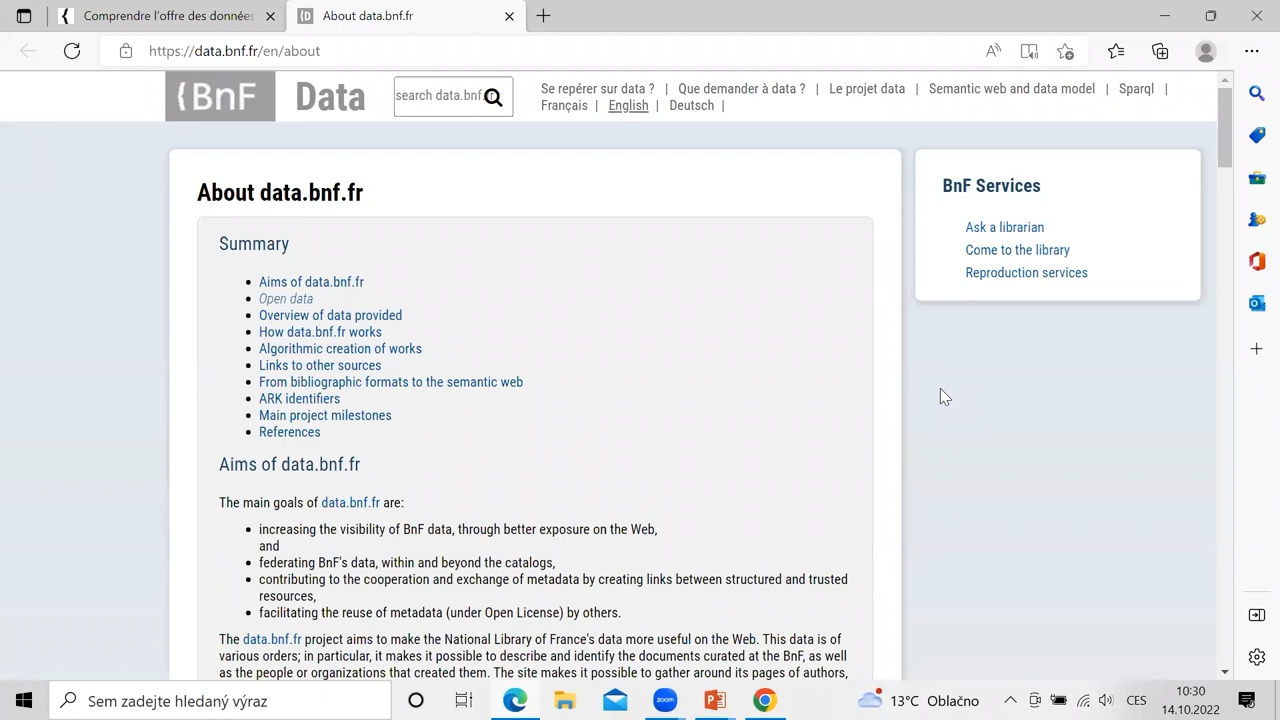 Comprendre l'offre des données
About data.bnf.fr
https://data.bnf.fr/en/about
BnF Data
search data.bnf.fr
Se repérer sur data ? | Que demander à data ? | Le projet data | Semantic web and data model | Sparql |
Français | English | Deutsch |
About data.bnf.fr
Summary
Aims of data.bnf.fr
Open data
Overview of data provided
How data.bnf.fr works
Algorithmic creation of works
Links to other sources
From bibliographic formats to the semantic web
ARK identifiers
Main project milestones
References
Aims of data.bnf.fr
The main goals of data.bnf.fr are:
increasing the visibility of BnF data, through better exposure on the Web,
and
federating BnF's data, within and beyond the catalogs,
contributing to the cooperation and exchange of metadata by creating links between structured and trusted
resources,
facilitating the reuse of metadata (under Open License) by others.
The data.bnf.fr project aims to make the National Library of France's data more useful on the Web. This data is of
various orders; in particular, it makes it possible to describe and identify the documents curated at the BnF, as well
as the people or organizations that created them. The site makes it possible to gather around its pages of authors,
BnF Services
Ask a librarian
Come to the library
Reproduction services
Sem zadejte hledaný výraz
zoom
13°C Oblačno
CES
10:30
14.10.2022